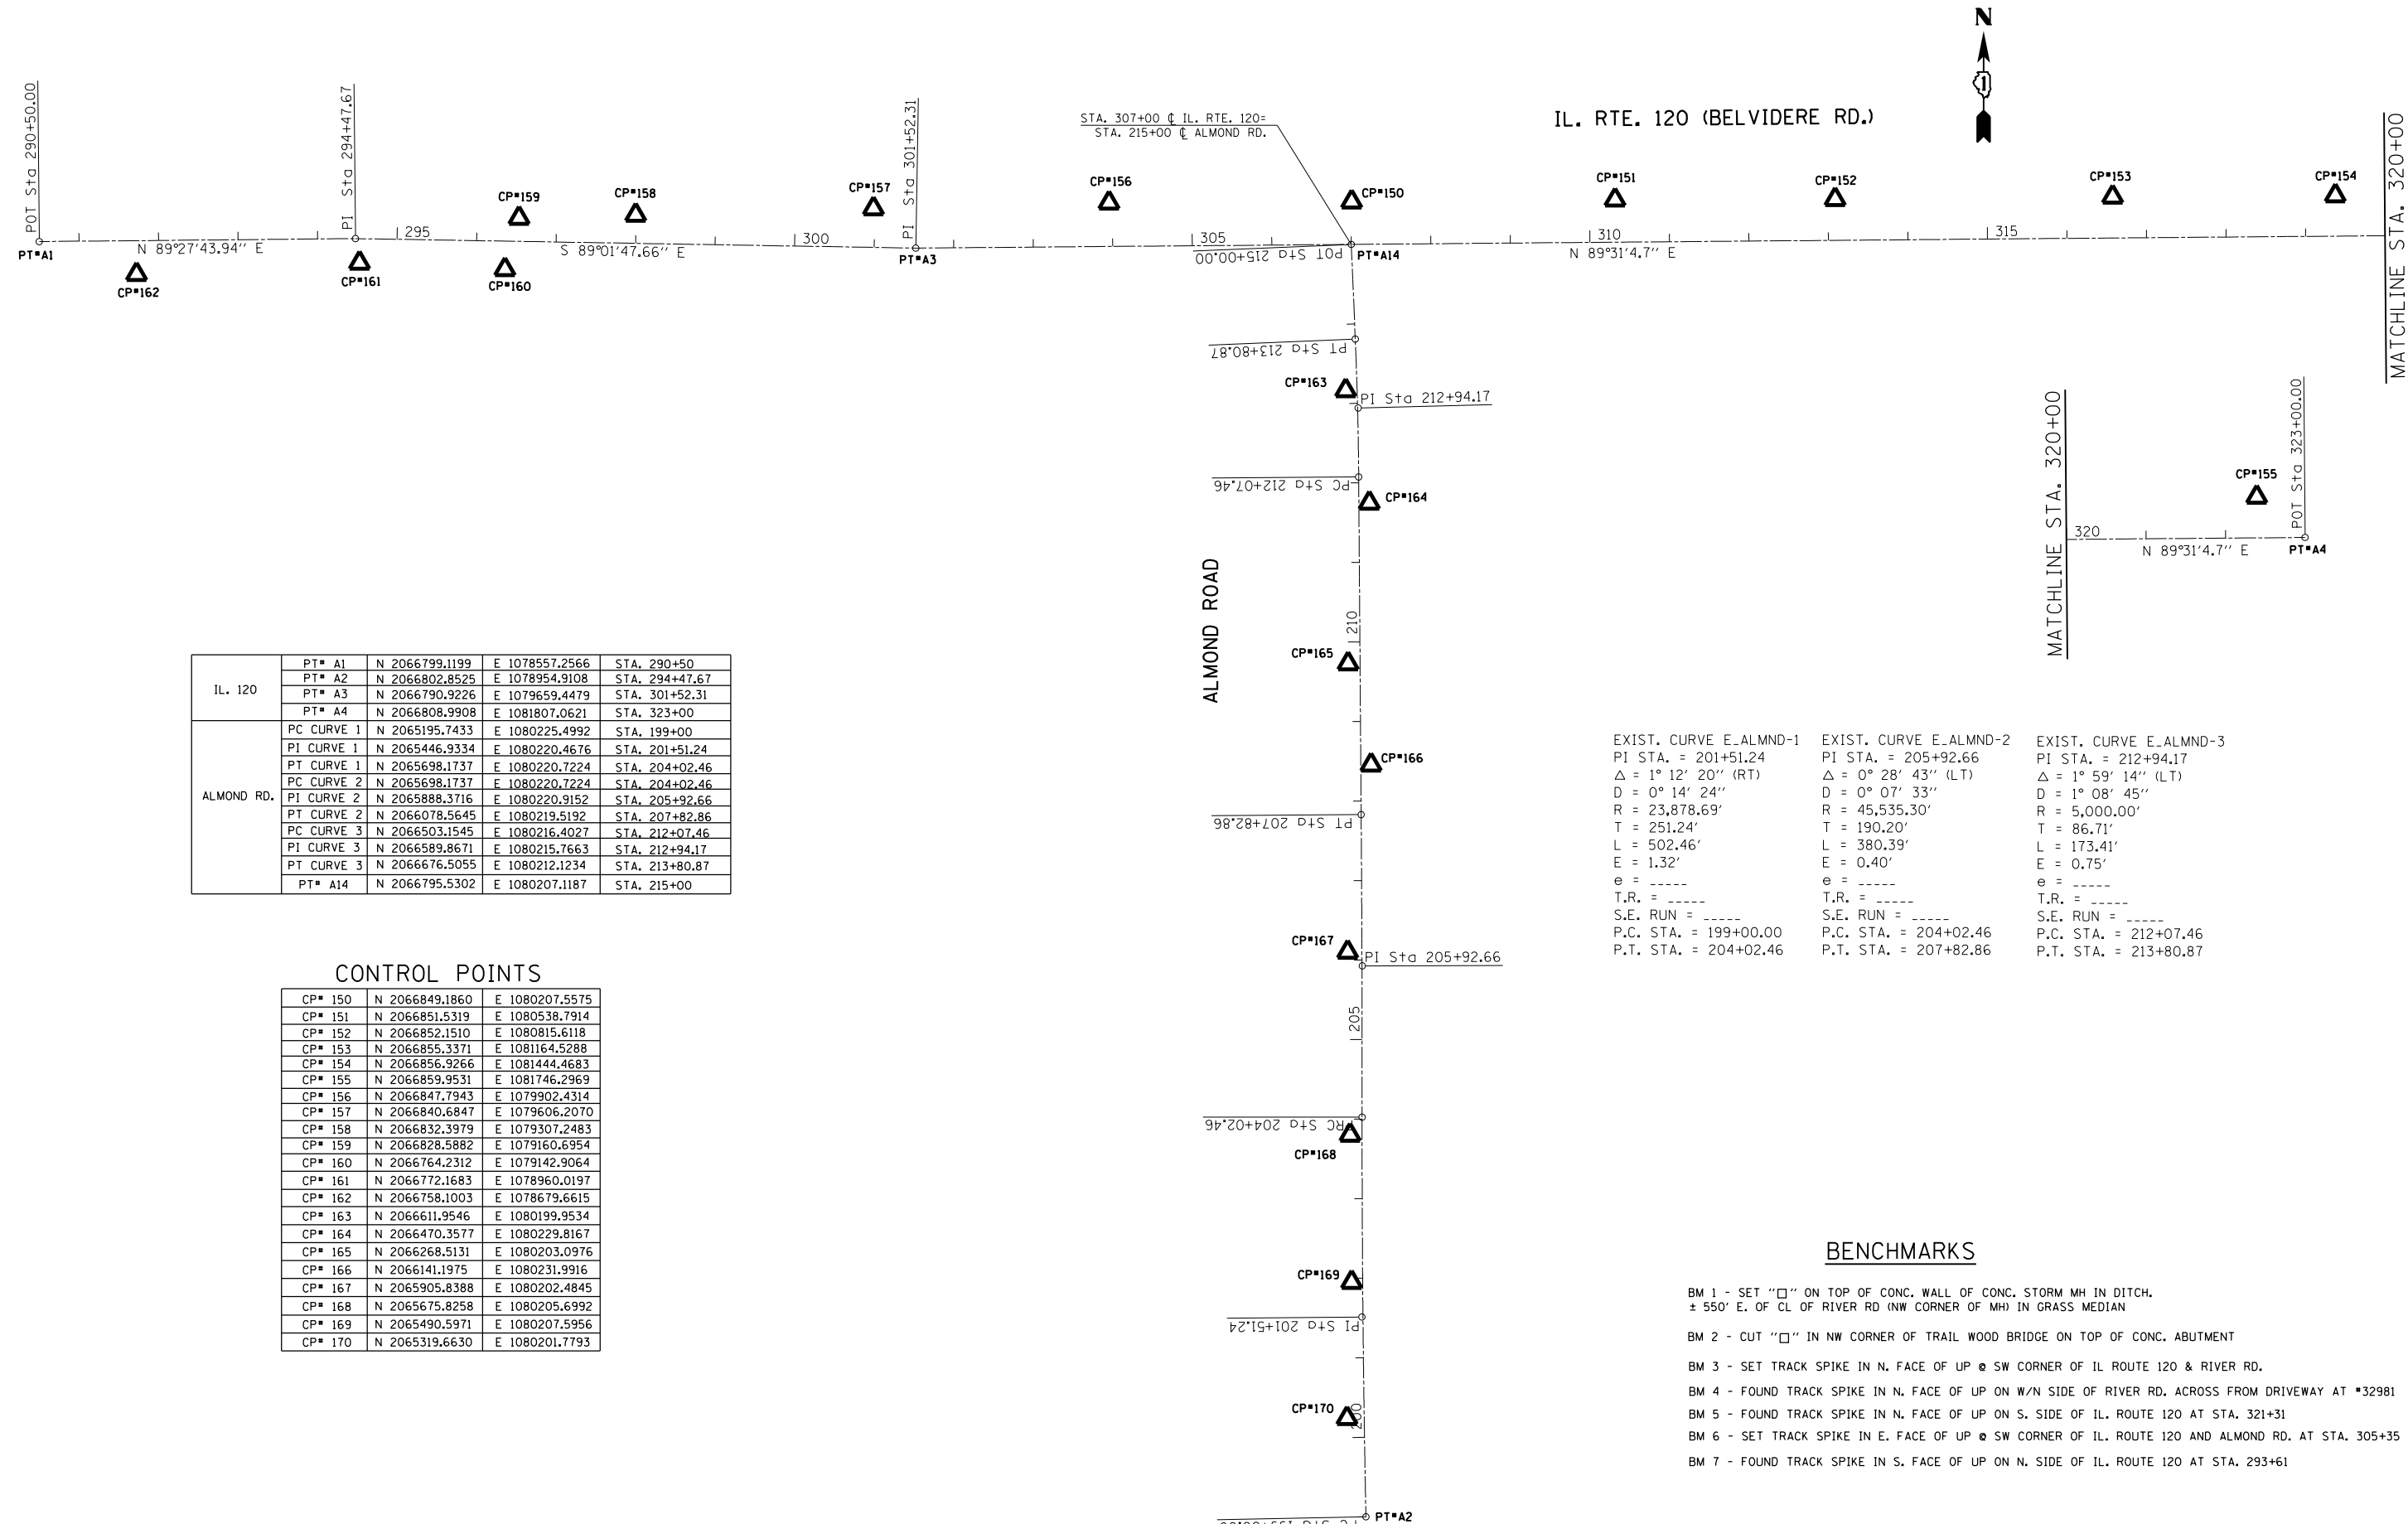 N
IL. RTE. 120 (BELVIDERE RD.)
STA. 307+00 ℄ IL. RTE. 120=
STA. 215+00 ℄ ALMOND RD.
POT Sta 290+50.00
PI Sta 294+47.67
PI Sta 301+52.31
MATCHLINE STA. 320+00
CP#159
CP#158
CP#157
CP#156
CP#150
CP#151
CP#152
CP#153
CP#154
295
300
305
310
315
PT#A1
N 89°27'43.94'' E
S 89°01'47.66'' E
PT#A3
POT Sta 215+00.00
PT#A14
N 89°31'4.7'' E
CP#162
CP#161
CP#160
PT Sta 213+80.87
CP#163
PI Sta 212+94.17
PC Sta 212+07.46
CP#164
MATCHLINE STA. 320+00
POT Sta 323+00.00
CP#155
320
N 89°31'4.7'' E
PT#A4
ALMOND ROAD
210
CP#165
CP#166
PT Sta 207+82.86
CP#167
PI Sta 205+92.66
205
PRC Sta 204+02.46
CP#168
CP#169
PI Sta 201+51.24
CP#170
200
PT#A2
IL. 120
PT# A1 N 2066799.1199 E 1078557.2566 STA. 290+50
PT# A2 N 2066802.8525 E 1078954.9108 STA. 294+47.67
PT# A3 N 2066790.9226 E 1079659.4479 STA. 301+52.31
PT# A4 N 2066808.9908 E 1081807.0621 STA. 323+00
ALMOND RD.
PC CURVE 1 N 2065195.7433 E 1080225.4992 STA. 199+00
PI CURVE 1 N 2065446.9334 E 1080220.4676 STA. 201+51.24
PT CURVE 1 N 2065698.1737 E 1080220.7224 STA. 204+02.46
PC CURVE 2 N 2065698.1737 E 1080220.7224 STA. 204+02.46
PI CURVE 2 N 2065888.3716 E 1080220.9152 STA. 205+92.66
PT CURVE 2 N 2066078.5645 E 1080219.5192 STA. 207+82.86
PC CURVE 3 N 2066503.1545 E 1080216.4027 STA. 212+07.46
PI CURVE 3 N 2066589.8671 E 1080215.7663 STA. 212+94.17
PT CURVE 3 N 2066676.5055 E 1080212.1234 STA. 213+80.87
PT# A14 N 2066795.5302 E 1080207.1187 STA. 215+00
EXIST. CURVE E_ALMND-1
PI STA. = 201+51.24
Δ = 1° 12' 20'' (RT)
D = 0° 14' 24''
R = 23,878.69'
T = 251.24'
L = 502.46'
E = 1.32'
e = _____
T.R. = _____
S.E. RUN = _____
P.C. STA. = 199+00.00
P.T. STA. = 204+02.46
EXIST. CURVE E_ALMND-2
PI STA. = 205+92.66
Δ = 0° 28' 43'' (LT)
D = 0° 07' 33''
R = 45,535.30'
T = 190.20'
L = 380.39'
E = 0.40'
e = _____
T.R. = _____
S.E. RUN = _____
P.C. STA. = 204+02.46
P.T. STA. = 207+82.86
EXIST. CURVE E_ALMND-3
PI STA. = 212+94.17
Δ = 1° 59' 14'' (LT)
D = 1° 08' 45''
R = 5,000.00'
T = 86.71'
L = 173.41'
E = 0.75'
e = _____
T.R. = _____
S.E. RUN = _____
P.C. STA. = 212+07.46
P.T. STA. = 213+80.87
CONTROL POINTS
CP# 150 N 2066849.1860 E 1080207.5575
CP# 151 N 2066851.5319 E 1080538.7914
CP# 152 N 2066852.1510 E 1080815.6118
CP# 153 N 2066855.3371 E 1081164.5288
CP# 154 N 2066856.9266 E 1081444.4683
CP# 155 N 2066859.9531 E 1081746.2969
CP# 156 N 2066847.7943 E 1079902.4314
CP# 157 N 2066840.6847 E 1079606.2070
CP# 158 N 2066832.3979 E 1079307.2483
CP# 159 N 2066828.5882 E 1079160.6954
CP# 160 N 2066764.2312 E 1079142.9064
CP# 161 N 2066772.1683 E 1078960.0197
CP# 162 N 2066758.1003 E 1078679.6615
CP# 163 N 2066611.9546 E 1080199.9534
CP# 164 N 2066470.3577 E 1080229.8167
CP# 165 N 2066268.5131 E 1080203.0976
CP# 166 N 2066141.1975 E 1080231.9916
CP# 167 N 2065905.8388 E 1080202.4845
CP# 168 N 2065675.8258 E 1080205.6992
CP# 169 N 2065490.5971 E 1080207.5956
CP# 170 N 2065319.6630 E 1080201.7793
BENCHMARKS
BM 1 - SET "□" ON TOP OF CONC. WALL OF CONC. STORM MH IN DITCH.
± 550' E. OF CL OF RIVER RD (NW CORNER OF MH) IN GRASS MEDIAN
BM 2 - CUT "□" IN NW CORNER OF TRAIL WOOD BRIDGE ON TOP OF CONC. ABUTMENT
BM 3 - SET TRACK SPIKE IN N. FACE OF UP @ SW CORNER OF IL ROUTE 120 & RIVER RD.
BM 4 - FOUND TRACK SPIKE IN N. FACE OF UP ON W/N SIDE OF RIVER RD. ACROSS FROM DRIVEWAY AT #32981
BM 5 - FOUND TRACK SPIKE IN N. FACE OF UP ON S. SIDE OF IL. ROUTE 120 AT STA. 321+31
BM 6 - SET TRACK SPIKE IN E. FACE OF UP @ SW CORNER OF IL. ROUTE 120 AND ALMOND RD. AT STA. 305+35
BM 7 - FOUND TRACK SPIKE IN S. FACE OF UP ON N. SIDE OF IL. ROUTE 120 AT STA. 293+61